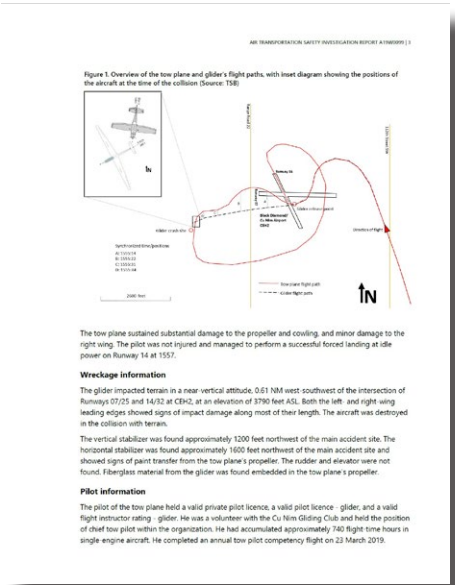 AIR TRANSPORTATION SAFETY INVESTIGATION REPORT A19W0099 | 3
Figure 1. Overview of the tow plane and glider's flight paths, with inset diagram showing the positions of
the aircraft at the time of the collision (Source: TSB)
N
Runway 14
Glider release point
Black Diamond/
Cu Nim Airport
CEH2
Glider crash site
Direction of flight
Synchronized time/positions
2000 feet
Tow plane flight path
Glider flight path
N
The tow plane sustained substantial damage to the propeller and cowling, and minor damage to the
right wing. The pilot was not injured and managed to perform a successful forced landing at idle
power on Runway 14 at 1557.
Wreckage information
The glider impacted terrain in a near-vertical attitude, 0.61 NM west-southwest of the intersection of
Runways 07/25 and 14/32 at CEH2, at an elevation of 3790 feet ASL. Both the left- and right-wing
leading edges showed signs of impact damage along most of their length. The aircraft was destroyed
in the collision with terrain.
The vertical stabilizer was found approximately 1200 feet northwest of the main accident site. The
horizontal stabilizer was found approximately 1600 feet northwest of the main accident site and
showed signs of paint transfer from the tow plane's propeller. The rudder and elevator were not
found. Fiberglass material from the glider was found embedded in the tow plane's propeller.
Pilot information
The pilot of the tow plane held a valid private pilot licence, a valid pilot licence - glider, and a valid
flight instructor rating - glider. He was a volunteer with the Cu Nim Gliding Club and held the position
of chief tow pilot within the organization. He had accumulated approximately 740 flight-time hours in
single-engine aircraft. He completed an annual tow pilot competency flight on 23 March 2019.